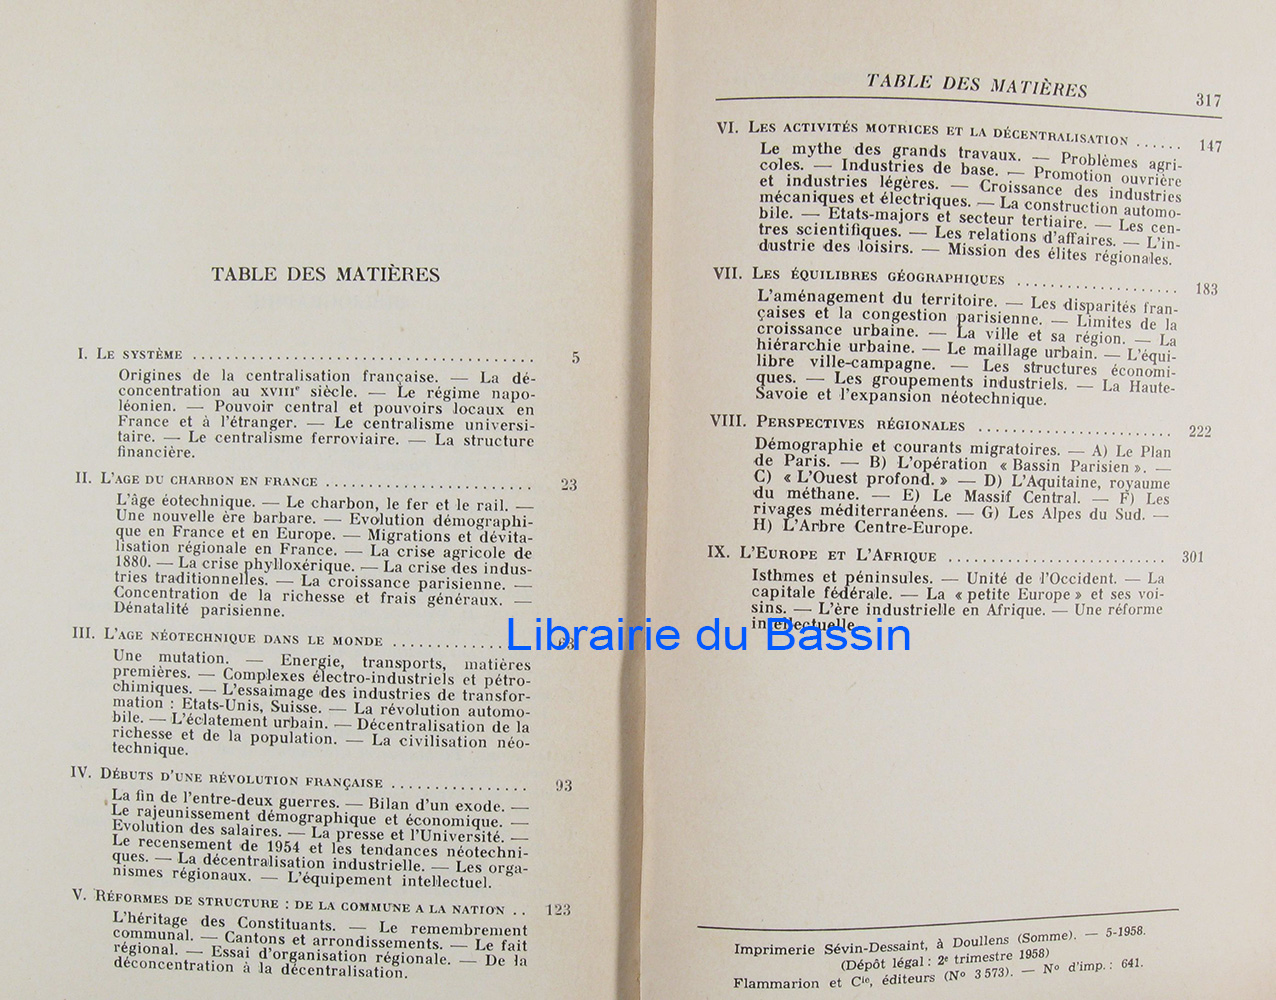 TABLE DES MATIÈRES
I. LE SYSTÈME ..................................... 5
Origines de la centralisation française. — La dé-
concentration au XVIIIe siècle. — Le régime napo-
léonien. — Pouvoir central et pouvoirs locaux en
France et à l'étranger. — Le centralisme universi-
taire. — Le centralisme ferroviaire. — La structure
financière.
II. L'AGE DU CHARBON EN FRANCE ....................... 23
L'âge éotechnique. — Le charbon, le fer et le rail. —
Une nouvelle ère barbare. — Evolution démographi-
que en France et en Europe. — Migrations et dévita-
lisation régionale en France. — La crise agricole de
1880. — La crise phylloxérique. — La crise des indus-
tries traditionnelles. — La croissance parisienne. —
Concentration de la richesse et frais généraux. —
Dénatalité parisienne.
III. L'AGE NÉOTECHNIQUE DANS LE MONDE ............. 63
Une mutation. — Energie, transports, matières
premières. — Complexes électro-industriels et pétro-
chimiques. — L'essaimage des industries de transfor-
mation : Etats-Unis, Suisse. — La révolution automo-
bile. — L'éclatement urbain. — Décentralisation de la
richesse et de la population. — La civilisation néo-
technique.
IV. DÉBUTS D'UNE RÉVOLUTION FRANÇAISE ............... 93
La fin de l'entre-deux guerres. — Bilan d'un exode. —
Le rajeunissement démographique et économique. —
Evolution des salaires. — La presse et l'Université. —
Le recensement de 1954 et les tendances néotechni-
ques. — La décentralisation industrielle. — Les orga-
nismes régionaux. — L'équipement intellectuel.
V. RÉFORMES DE STRUCTURE : DE LA COMMUNE A LA NATION .. 123
L'héritage des Constituants. — Le remembrement
communal. — Cantons et arrondissements. — Le fait
régional. — Essai d'organisation régionale. — De la
déconcentration à la décentralisation.
TABLE DES MATIÈRES 317
VI. LES ACTIVITÉS MOTRICES ET LA DÉCENTRALISATION ...... 147
Le mythe des grands travaux. — Problèmes agri-
coles. — Industries de base. — Promotion ouvrière
et industries légères. — Croissance des industries
mécaniques et électriques. — La construction automo-
bile. — Etats-majors et secteur tertiaire. — Les cen-
tres scientifiques. — Les relations d'affaires. — L'in-
dustrie des loisirs. — Mission des élites régionales.
VII. LES ÉQUILIBRES GÉOGRAPHIQUES .................. 183
L'aménagement du territoire. — Les disparités fran-
çaises et la congestion parisienne. — Limites de la
croissance urbaine. — La ville et sa région. — La
hiérarchie urbaine. — Le maillage urbain. — L'équi-
libre ville-campagne. — Les structures économi-
ques. — Les groupements industriels. — La Haute-
Savoie et l'expansion néotechnique.
VIII. PERSPECTIVES RÉGIONALES ..................... 222
Démographie et courants migratoires. — A) Le Plan
de Paris. — B) L'opération « Bassin Parisien ». —
C) « L'Ouest profond. » — D) L'Aquitaine, royaume
du méthane. — E) Le Massif Central. — F) Les
rivages méditerranéens. — G) Les Alpes du Sud. —
H) L'Arbre Centre-Europe.
IX. L'EUROPE ET L'AFRIQUE ........................ 301
Isthmes et péninsules. — Unité de l'Occident. — La
capitale fédérale. — La « petite Europe » et ses voi-
sins. — L'ère industrielle en Afrique. — Une réforme
intellectuelle.
Librairie du Bassin
Imprimerie Sévin-Dessaint, à Doullens (Somme). — 5-1958.
(Dépôt légal : 2e trimestre 1958)
Flammarion et Cie, éditeurs (No 3573). — No d'imp. : 641.